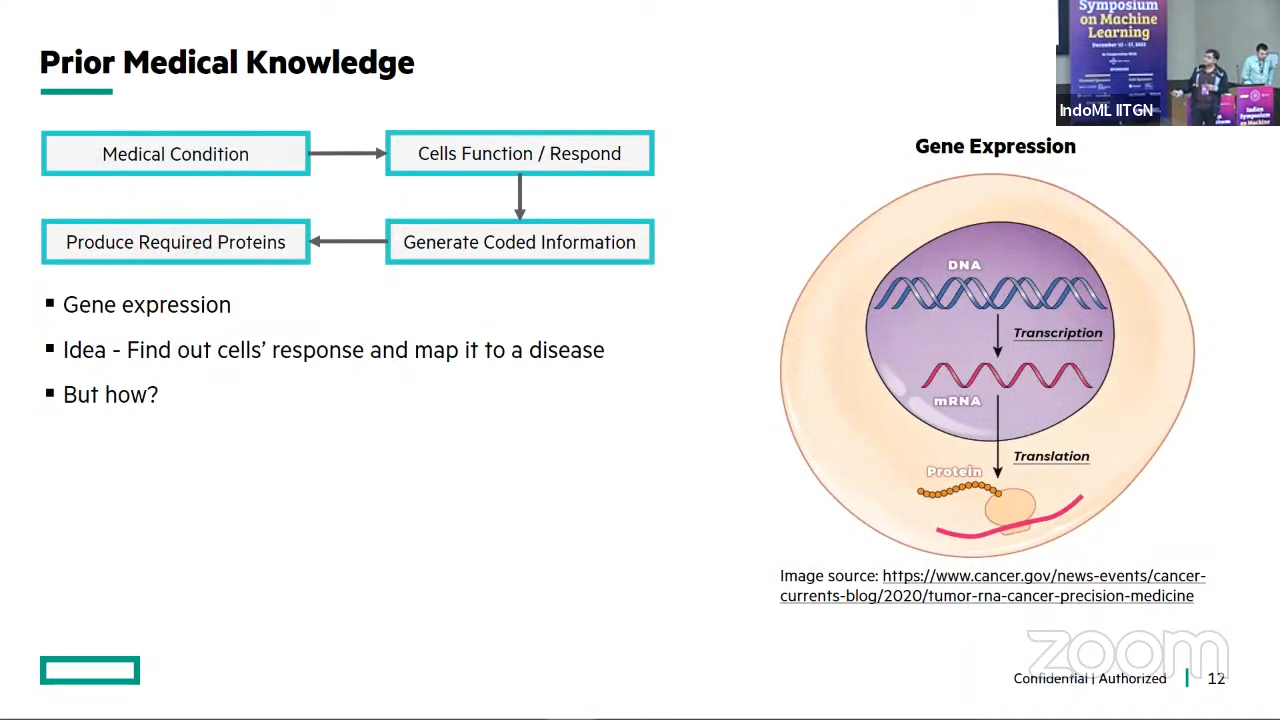 Prior Medical Knowledge
Medical Condition
Cells Function / Respond
Produce Required Proteins
Generate Coded Information
▪ Gene expression
▪ Idea - Find out cells’ response and map it to a disease
▪ But how?
Symposium
on Machine
Learning
IndoML IITGN
Gene Expression
DNA
Transcription
mRNA
Translation
Protein
Image source: https://www.cancer.gov/news-events/cancer-
currents-blog/2020/tumor-rna-cancer-precision-medicine
zoom
Confidential | Authorized
12